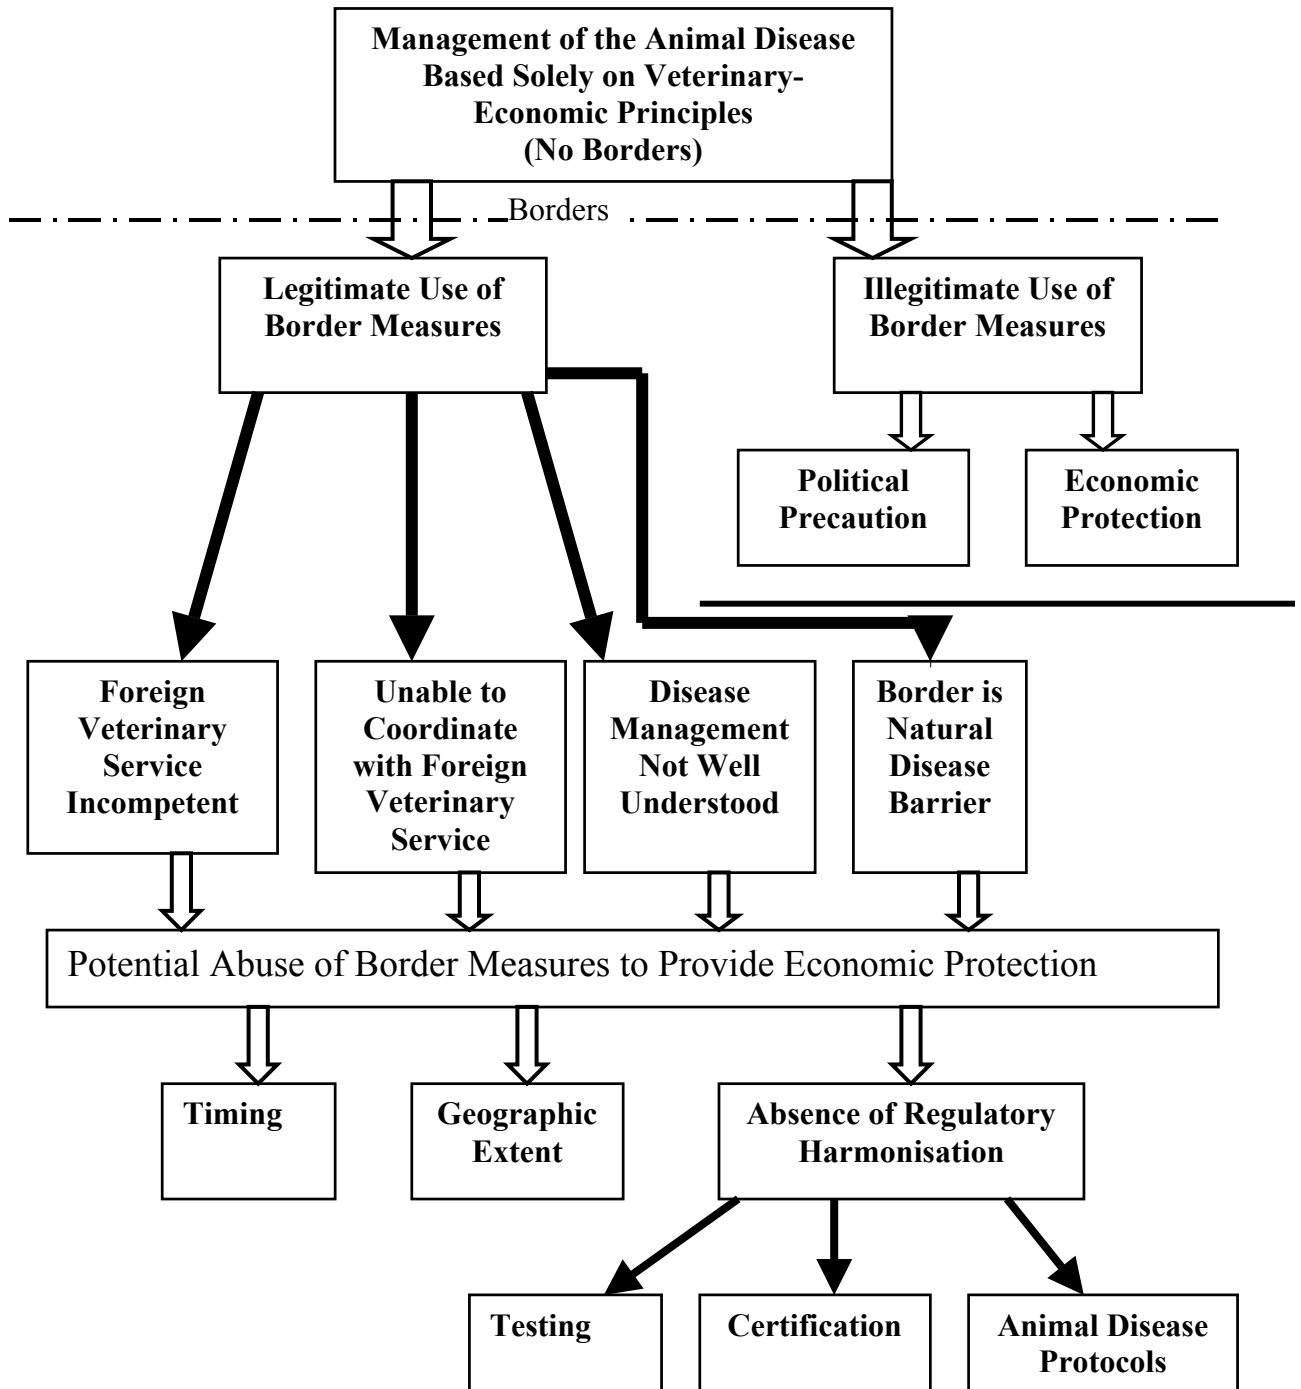 Management of the Animal Disease
Based Solely on Veterinary-
Economic Principles
(No Borders)
Borders
Legitimate Use of
Border Measures
Illegitimate Use of
Border Measures
Political
Precaution
Economic
Protection
Foreign
Veterinary
Service
Incompetent
Unable to
Coordinate
with Foreign
Veterinary
Service
Disease
Management
Not Well
Understood
Border is
Natural
Disease
Barrier
Potential Abuse of Border Measures to Provide Economic Protection
Timing
Geographic
Extent
Absence of Regulatory
Harmonisation
Testing
Certification
Animal Disease
Protocols